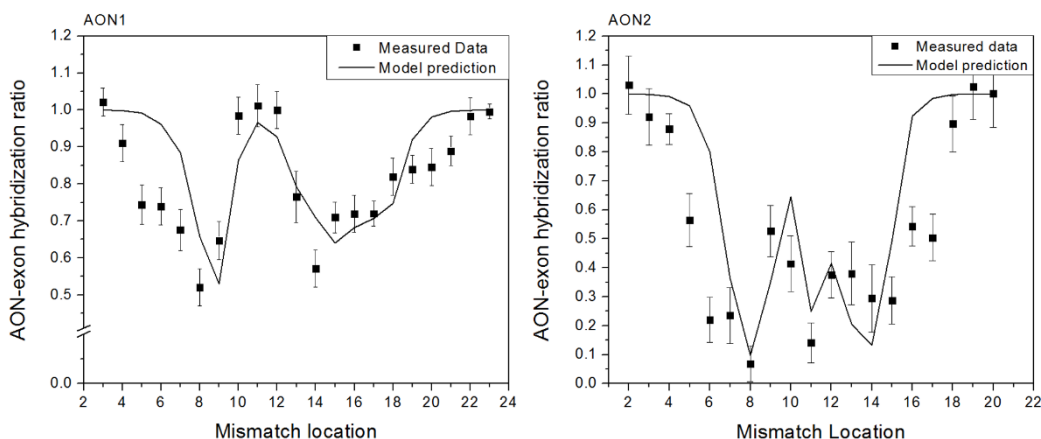 AON1
Measured Data
Model prediction
AON-exon hybridization ratio
1.2
1.1
1.0
0.9
0.8
0.7
0.6
0.5
0.0
2 4 6 8 10 12 14 16 18 20 22 24
Mismatch location
AON2
Measured data
Model prediction
AON-exon hybridization ratio
1.2
1.1
1.0
0.9
0.8
0.7
0.6
0.5
0.4
0.3
0.2
0.1
0.0
2 4 6 8 10 12 14 16 18 20 22
Mismatch Location